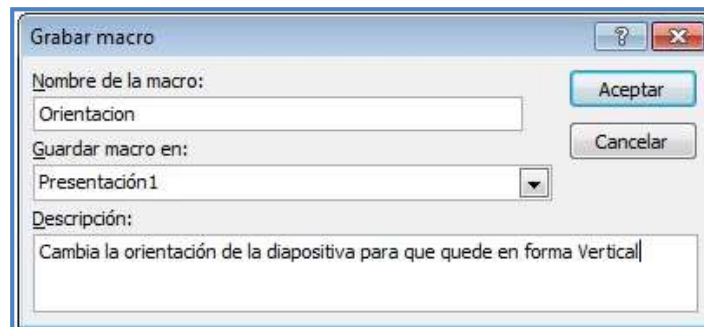 Grabar macro
Nombre de la macro:
Orientacion
Aceptar
Guardar macro en:
Cancelar
Presentación1
Descripción:
Cambia la orientación de la diapositiva para que quede en forma Vertical